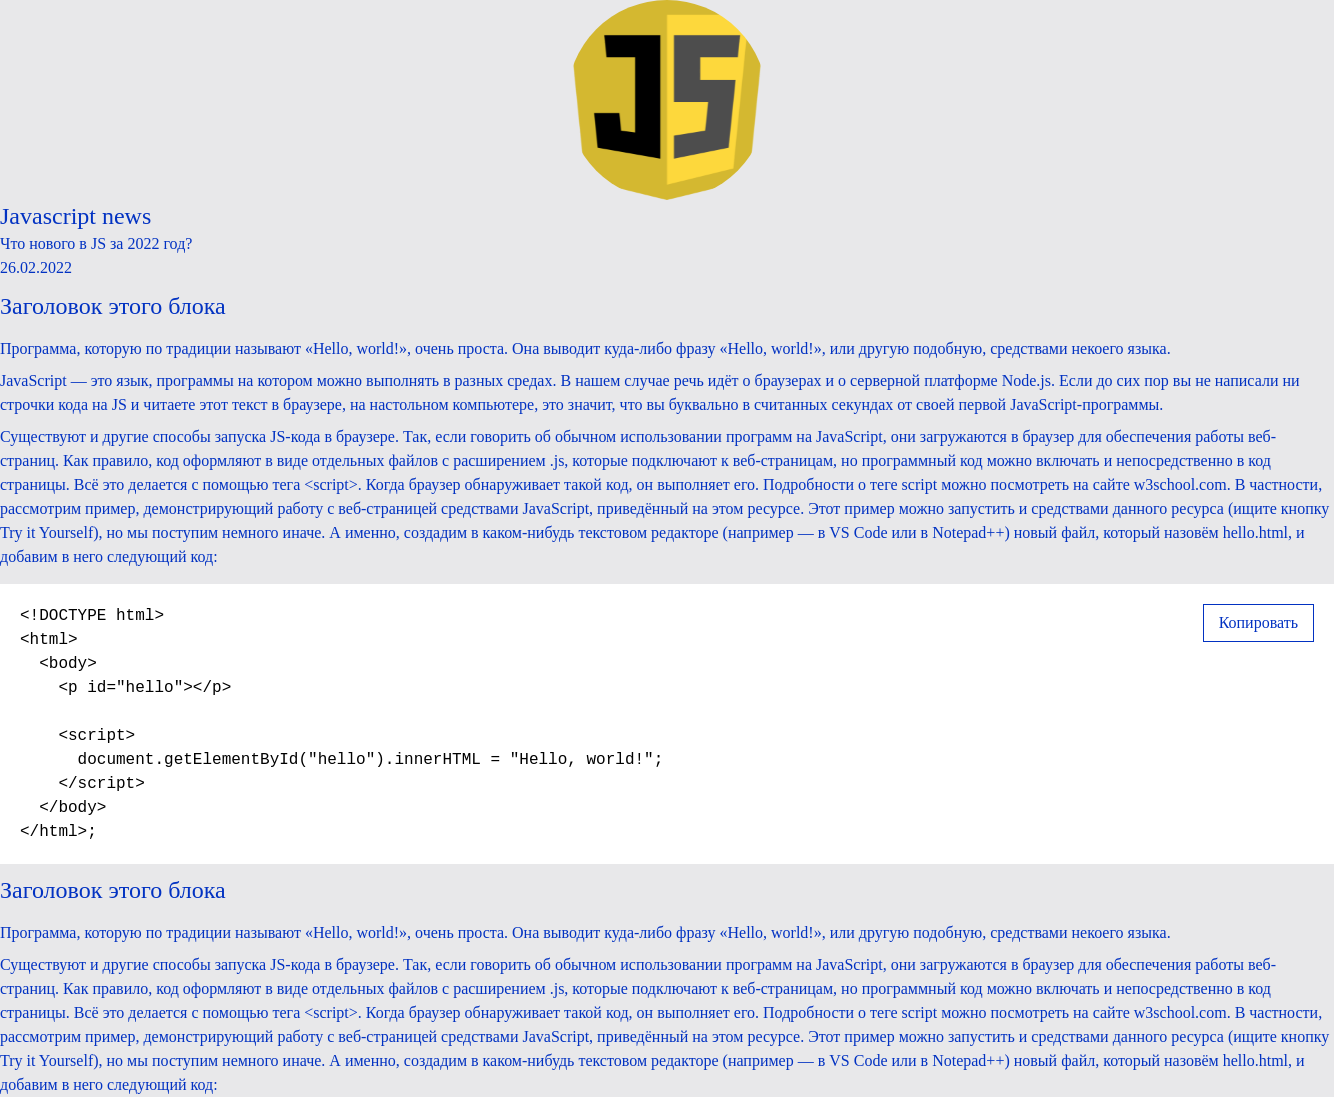 JS
Javascript news
Что нового в JS за 2022 год?
26.02.2022
Заголовок этого блока
Программа, которую по традиции называют «Hello, world!», очень проста. Она выводит куда-либо фразу «Hello, world!», или другую подобную, средствами некоего языка.
JavaScript — это язык, программы на котором можно выполнять в разных средах. В нашем случае речь идёт о браузерах и о серверной платформе Node.js. Если до сих пор вы не написали ни
строчки кода на JS и читаете этот текст в браузере, на настольном компьютере, это значит, что вы буквально в считанных секундах от своей первой JavaScript-программы.
Существуют и другие способы запуска JS-кода в браузере. Так, если говорить об обычном использовании программ на JavaScript, они загружаются в браузер для обеспечения работы веб-
страниц. Как правило, код оформляют в виде отдельных файлов с расширением .js, которые подключают к веб-страницам, но программный код можно включать и непосредственно в код
страницы. Всё это делается с помощью тега <script>. Когда браузер обнаруживает такой код, он выполняет его. Подробности о теге script можно посмотреть на сайте w3school.com. В частности,
рассмотрим пример, демонстрирующий работу с веб-страницей средствами JavaScript, приведённый на этом ресурсе. Этот пример можно запустить и средствами данного ресурса (ищите кнопку
Try it Yourself), но мы поступим немного иначе. А именно, создадим в каком-нибудь текстовом редакторе (например — в VS Code или в Notepad++) новый файл, который назовём hello.html, и
добавим в него следующий код:
<!DOCTYPE html>
Копировать
<html>
  <body>
    <p id="hello"></p>
    <script>
      document.getElementById("hello").innerHTML = "Hello, world!";
    </script>
  </body>
</html>;
Заголовок этого блока
Программа, которую по традиции называют «Hello, world!», очень проста. Она выводит куда-либо фразу «Hello, world!», или другую подобную, средствами некоего языка.
Существуют и другие способы запуска JS-кода в браузере. Так, если говорить об обычном использовании программ на JavaScript, они загружаются в браузер для обеспечения работы веб-
страниц. Как правило, код оформляют в виде отдельных файлов с расширением .js, которые подключают к веб-страницам, но программный код можно включать и непосредственно в код
страницы. Всё это делается с помощью тега <script>. Когда браузер обнаруживает такой код, он выполняет его. Подробности о теге script можно посмотреть на сайте w3school.com. В частности,
рассмотрим пример, демонстрирующий работу с веб-страницей средствами JavaScript, приведённый на этом ресурсе. Этот пример можно запустить и средствами данного ресурса (ищите кнопку
Try it Yourself), но мы поступим немного иначе. А именно, создадим в каком-нибудь текстовом редакторе (например — в VS Code или в Notepad++) новый файл, который назовём hello.html, и
добавим в него следующий код: